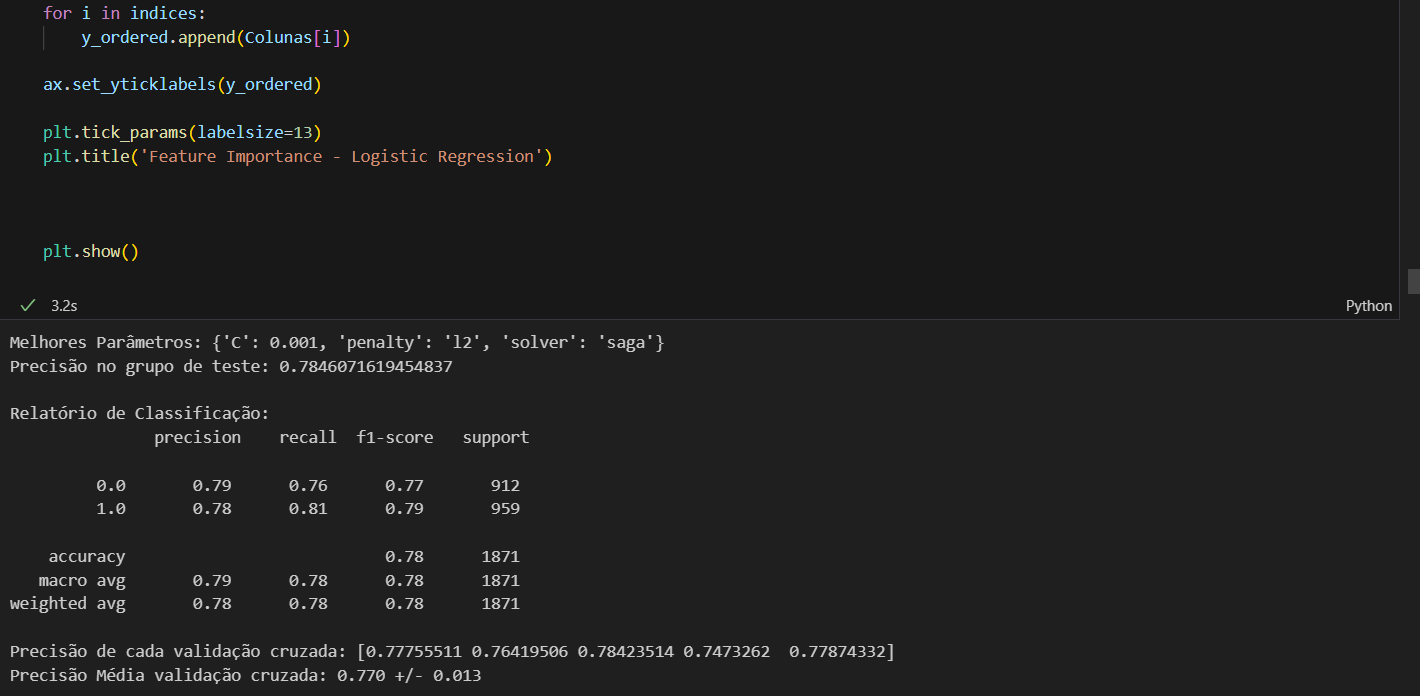 for i in indices:
    y_ordered.append(Colunas[i])
ax.set_yticklabels(y_ordered)
plt.tick_params(labelsize=13)
plt.title('Feature Importance - Logistic Regression')
plt.show()
3.2s
Python
Melhores Parâmetros: {'C': 0.001, 'penalty': 'l2', 'solver': 'saga'}
Precisão no grupo de teste: 0.7846071619454837
Relatório de Classificação:
precision recall f1-score support
0.0 0.79 0.76 0.77 912
1.0 0.78 0.81 0.79 959
accuracy 0.78 1871
macro avg 0.79 0.78 0.78 1871
weighted avg 0.78 0.78 0.78 1871
Precisão de cada validação cruzada: [0.77755511 0.76419506 0.78423514 0.7473262  0.77874332]
Precisão Média validação cruzada: 0.770 +/- 0.013